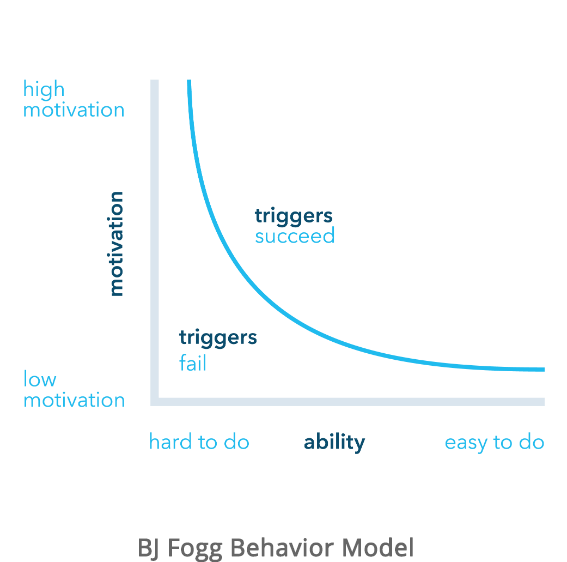 high
motivation
motivation
triggers
succeed
triggers
fail
low
motivation
hard to do
ability
easy to do
BJ Fogg Behavior Model